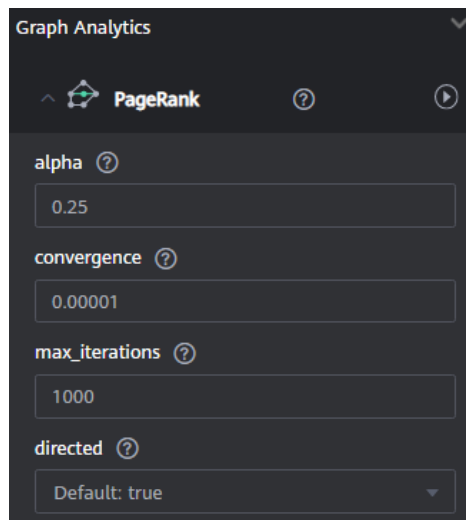 Graph Analytics
PageRank
alpha
0.25
convergence
0.00001
max_iterations
1000
directed
Default: true